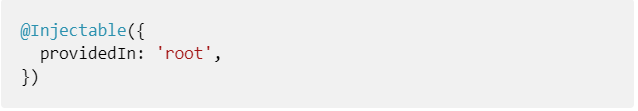 @Injectable({
  providedIn: 'root',
})